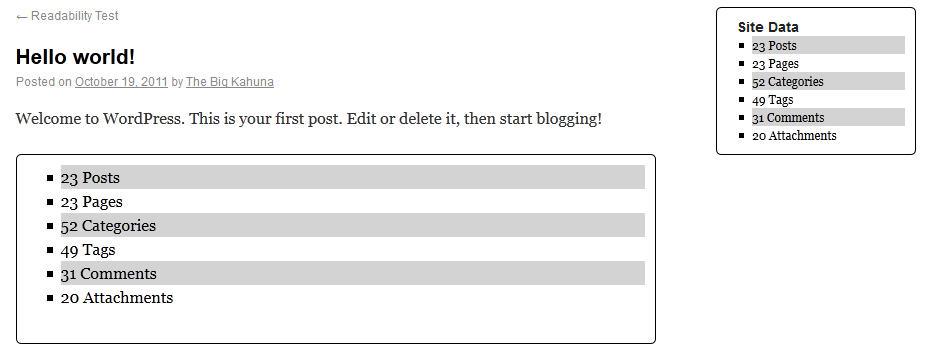 ← Readability Test
Hello world!
Posted on October 19, 2011 by The Big Kahuna
Welcome to WordPress. This is your first post. Edit or delete it, then start blogging!
23 Posts
23 Pages
52 Categories
49 Tags
31 Comments
20 Attachments
Site Data
23 Posts
23 Pages
52 Categories
49 Tags
31 Comments
20 Attachments